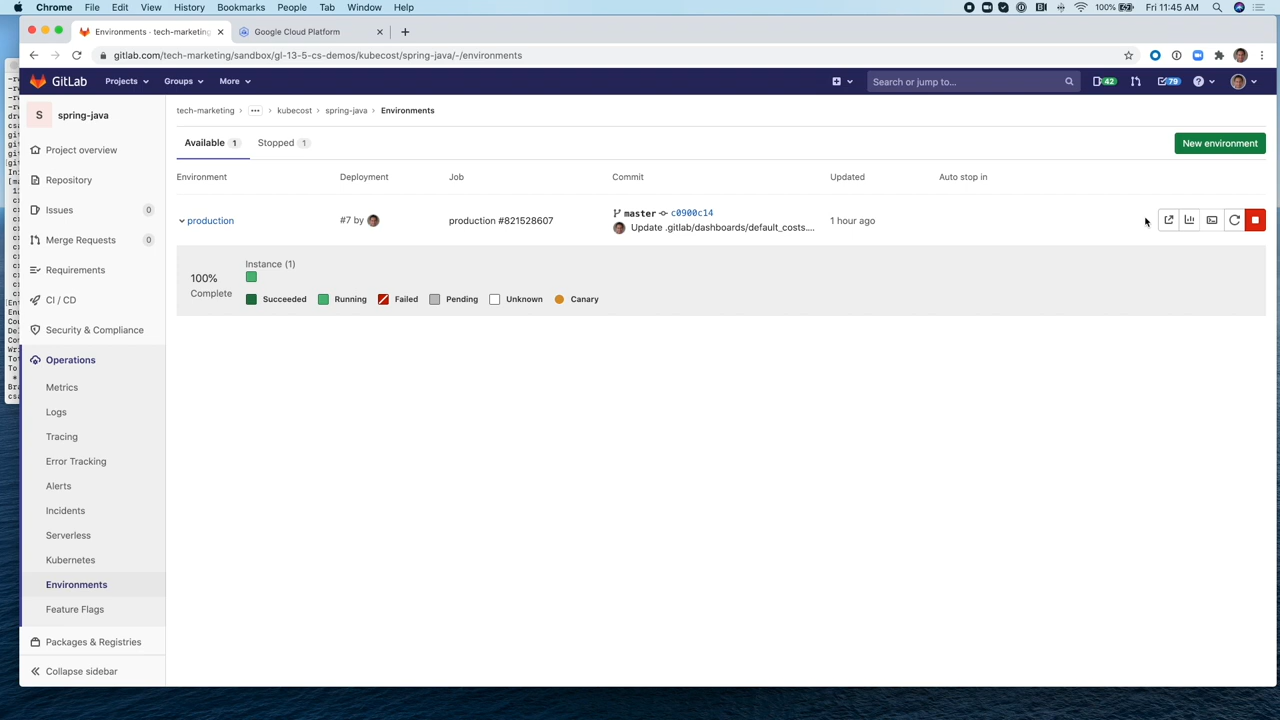 Chrome File Edit View History Bookmarks People Tab Window Help 100% Fri 11:45 AM
Environments · tech-marketing Google Cloud Platform
gitlab.com/tech-marketing/sandbox/gl-13-5-cs-demos/kubecost/spring-java/-/environments
GitLab Projects Groups More Search or jump to... 42 79
S spring-java
tech-marketing › ... › kubecost › spring-java › Environments
Available 1 Stopped 1 New environment
Environment Deployment Job Commit Updated Auto stop in
production #7 by production #821528607 master c0900c14 1 hour ago
Update .gitlab/dashboards/default_costs....
100% Complete
Instance (1)
Succeeded Running Failed Pending Unknown Canary
Project overview
Repository
Issues 0
Merge Requests 0
Requirements
CI / CD
Security & Compliance
Operations
Metrics
Logs
Tracing
Error Tracking
Alerts
Incidents
Serverless
Kubernetes
Environments
Feature Flags
Packages & Registries
Collapse sidebar